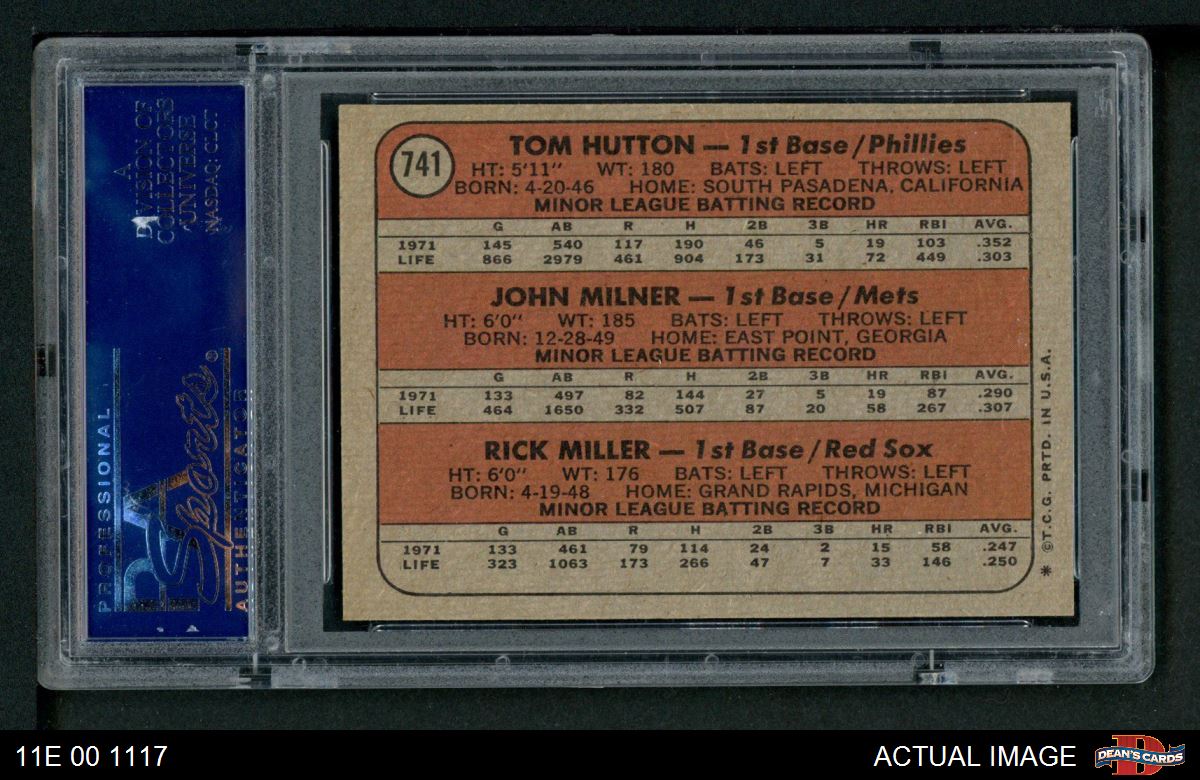 A
DIVISION OF
COLLECTORS
UNIVERSE
NASDAQ: CLCT
PROFESSIONAL
PSA
Sports®
AUTHENTICATOR
741
TOM HUTTON — 1st Base/Phillies
HT: 5'11" WT: 180 BATS: LEFT THROWS: LEFT
BORN: 4-20-46 HOME: SOUTH PASADENA, CALIFORNIA
MINOR LEAGUE BATTING RECORD
G AB R H 2B 3B HR RBI AVG.
1971 145 540 117 190 46 5 19 103 .352
LIFE 866 2979 461 904 173 31 72 449 .303
JOHN MILNER — 1st Base/Mets
HT: 6'0" WT: 185 BATS: LEFT THROWS: LEFT
BORN: 12-28-49 HOME: EAST POINT, GEORGIA
MINOR LEAGUE BATTING RECORD
G AB R H 2B 3B HR RBI AVG.
1971 133 497 82 144 27 5 19 87 .290
LIFE 464 1650 332 507 87 20 58 267 .307
RICK MILLER — 1st Base/Red Sox
HT: 6'0" WT: 176 BATS: LEFT THROWS: LEFT
BORN: 4-19-48 HOME: GRAND RAPIDS, MICHIGAN
MINOR LEAGUE BATTING RECORD
G AB R H 2B 3B HR RBI AVG.
1971 133 461 79 114 24 2 15 58 .247
LIFE 323 1063 173 266 47 7 33 146 .250
* ©T.C.G. PRTD. IN U.S.A.
11E 00 1117
ACTUAL IMAGE
D
DEAN'S CARDS